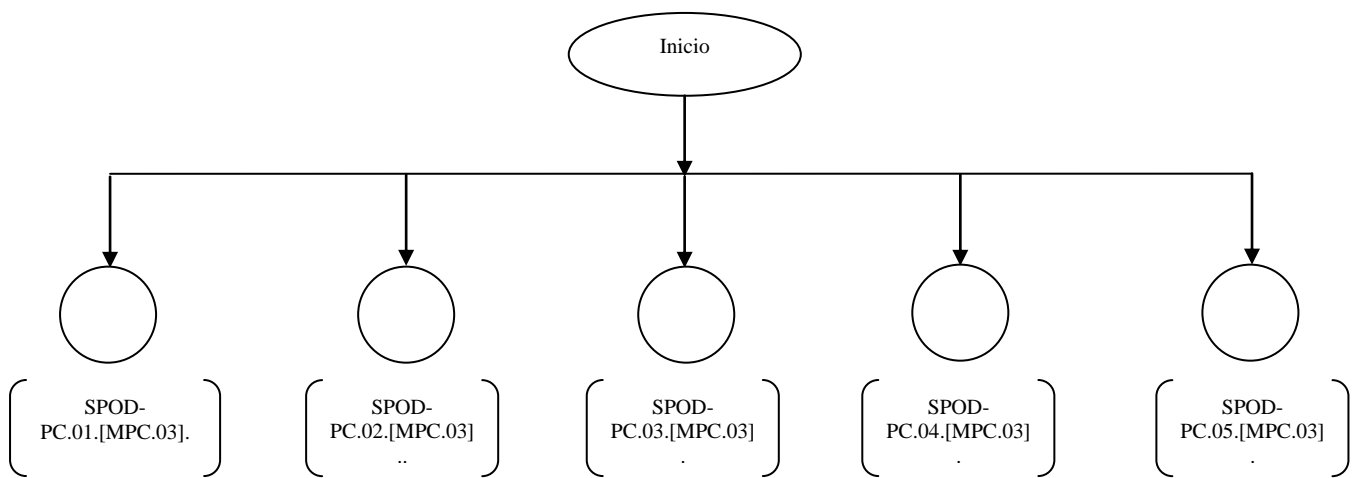 Inicio
SPOD-
PC.01.[MPC.03].
SPOD-
PC.02.[MPC.03]
..
SPOD-
PC.03.[MPC.03]
.
SPOD-
PC.04.[MPC.03]
.
SPOD-
PC.05.[MPC.03]
.